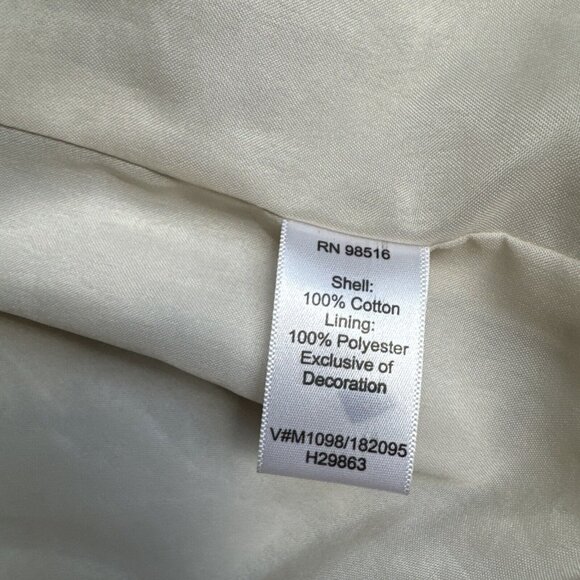 RN 98516
Shell:
100% Cotton
Lining:
100% Polyester
Exclusive of
Decoration
V#M1098/182095
H29863